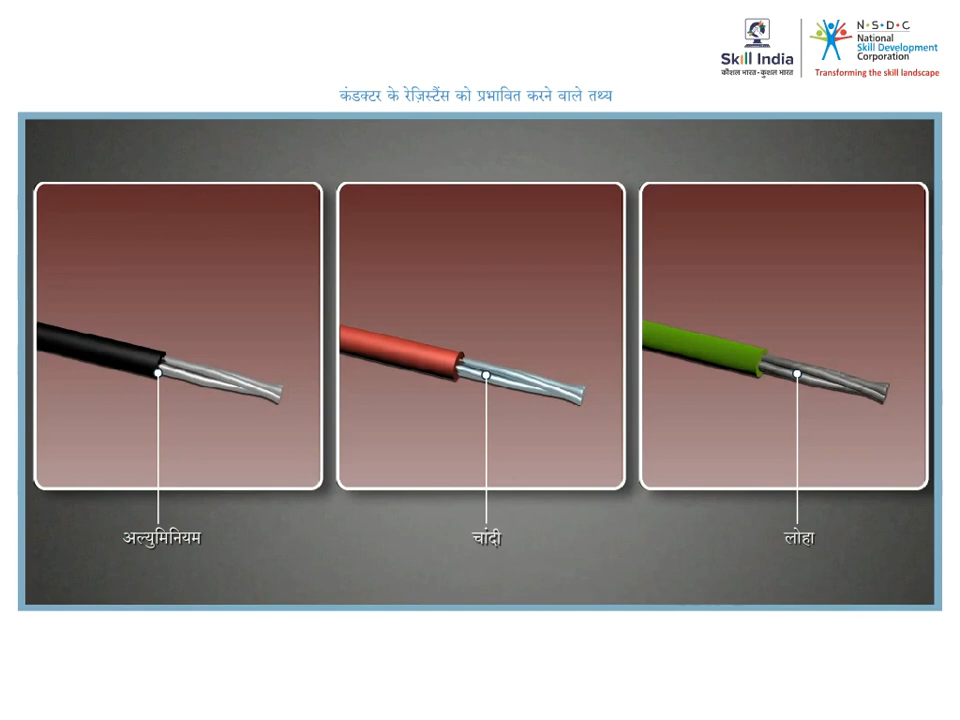 Skill India
कौशल भारत - कुशल भारत
N·S·D·C
National
Skill Development
Corporation
Transforming the skill landscape
कंडक्टर के रेज़िस्टैंस को प्रभावित करने वाले तथ्य
अल्युमिनियम
चांदी
लोहा